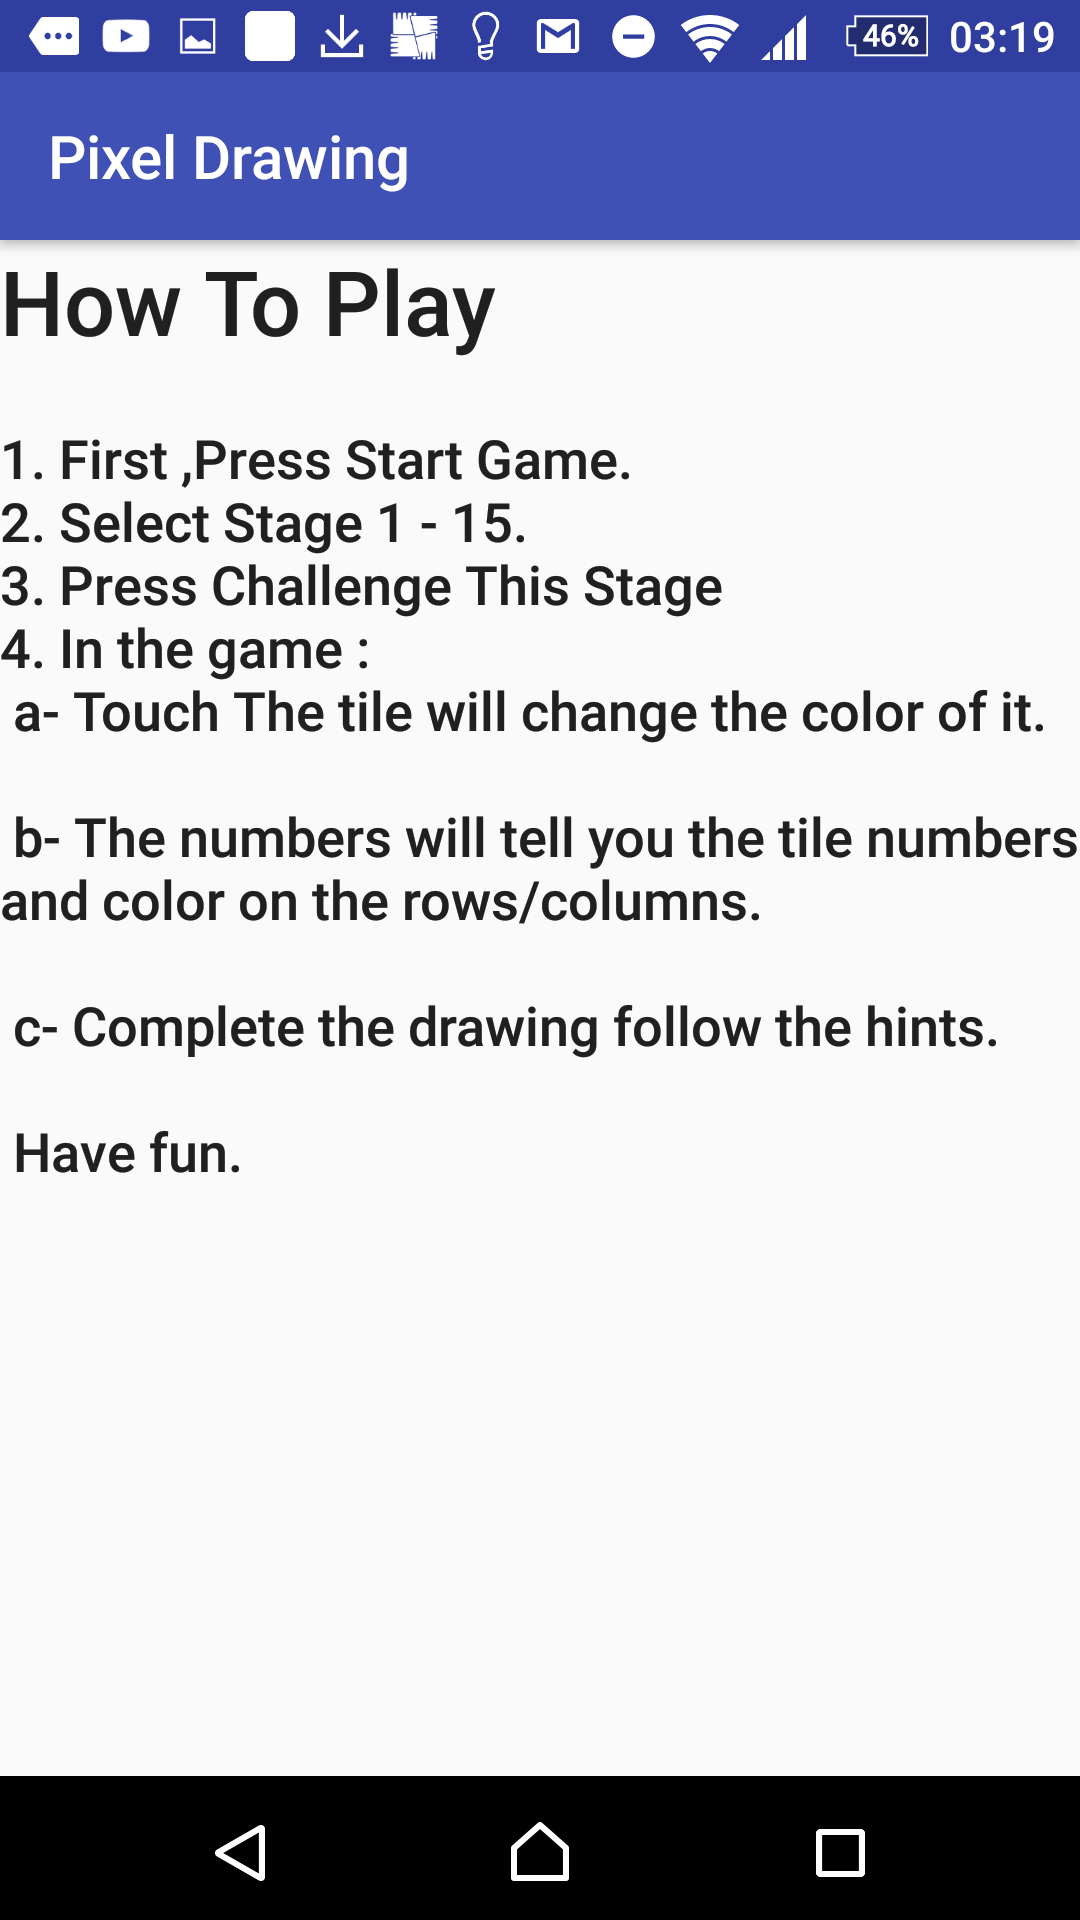 46% 03:19
Pixel Drawing
How To Play
1. First ,Press Start Game.
2. Select Stage 1 - 15.
3. Press Challenge This Stage
4. In the game :
a- Touch The tile will change the color of it.
b- The numbers will tell you the tile numbers
and color on the rows/columns.
c- Complete the drawing follow the hints.
Have fun.